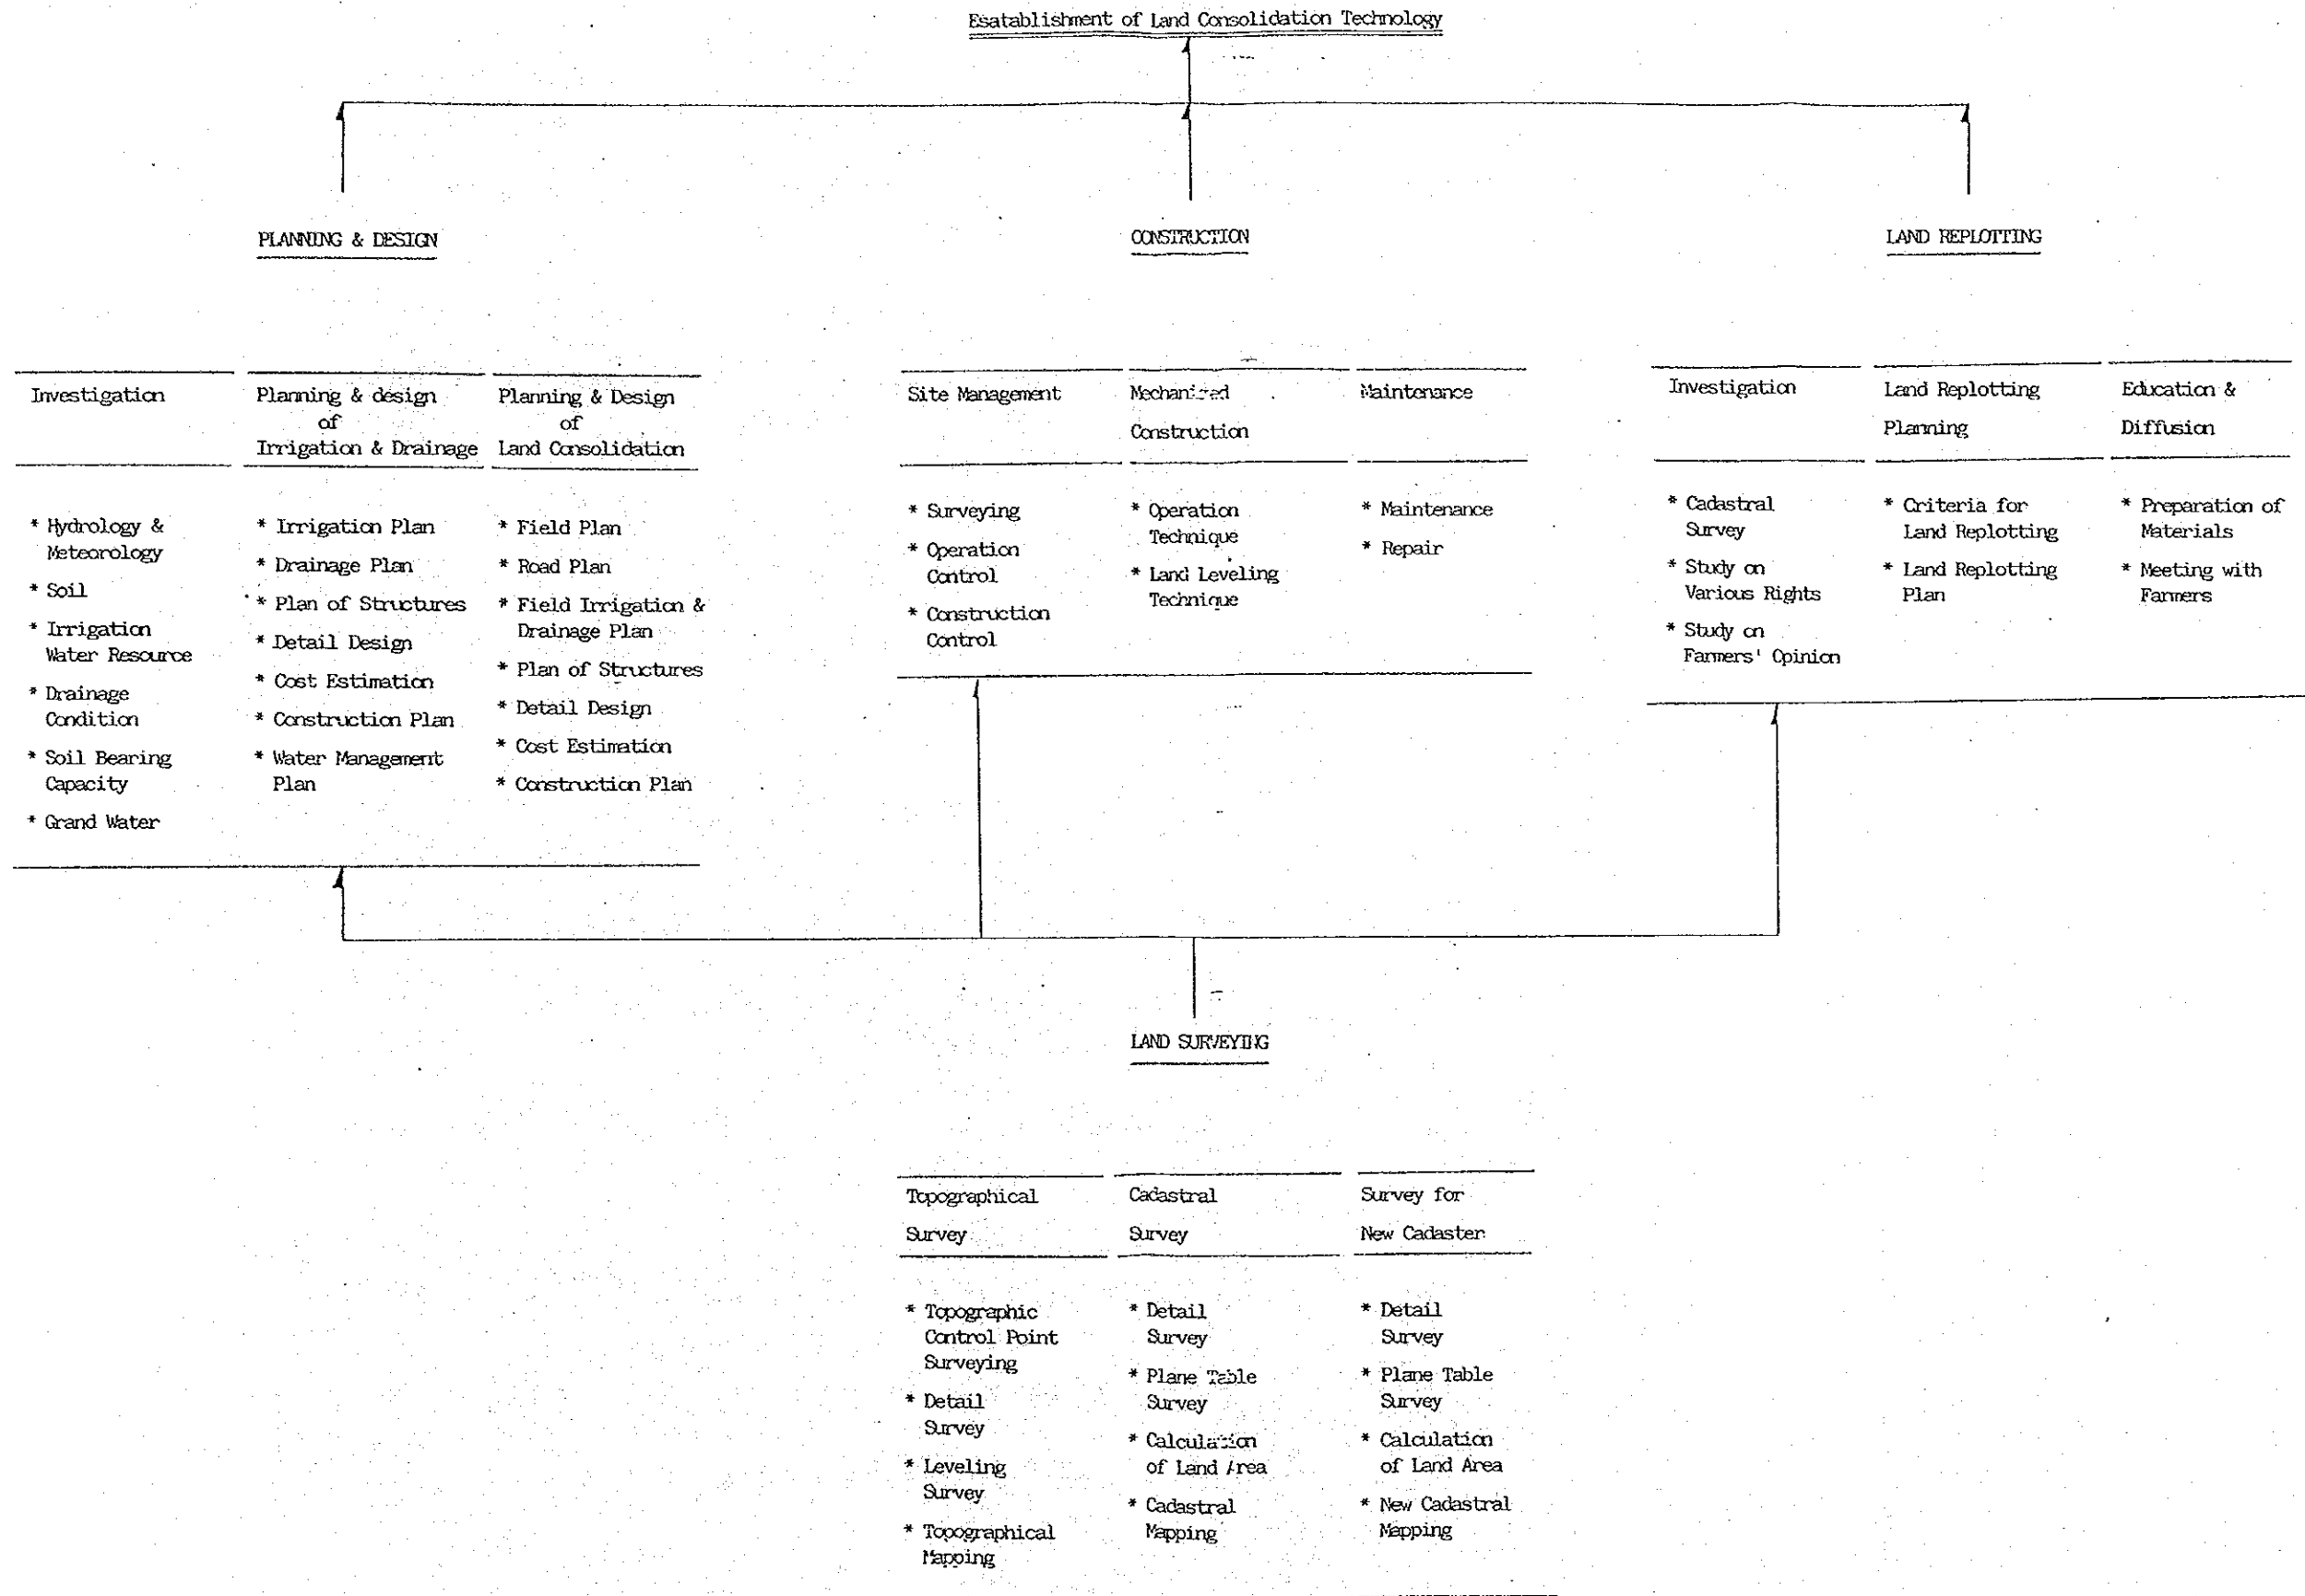 Esatablishment of Land Consolidation Technology
PLANNING & DESIGN
Investigation
Planning & design
of
Irrigation & Drainage
Planning & Design
of
Land Consolidation
* Hydrology &
Meteorology
* Soil
* Irrigation
Water Resource
* Drainage
Condition
* Soil Bearing
Capacity
* Grand Water
* Irrigation Plan
* Drainage Plan
* Plan of Structures
* Detail Design
* Cost Estimation
* Construction Plan
* Water Management
Plan
* Field Plan
* Road Plan
* Field Irrigation &
Drainage Plan
* Plan of Structures
* Detail Design
* Cost Estimation
* Construction Plan
CONSTRUCTION
Site Management
Mechanized
Construction
Maintenance
* Surveying
* Operation
Control
* Construction
Control
* Operation
Technique
* Land Leveling
Technique
* Maintenance
* Repair
LAND REPLOTTING
Investigation
Land Replotting
Planning
Education &
Diffusion
* Cadastral
Survey
* Study on
Various Rights
* Study on
Farmers' Opinion
* Criteria for
Land Replotting
* Land Replotting
Plan
* Preparation of
Materials
* Meeting with
Farmers
LAND SURVEYING
Topographical
Survey
Cadastral
Survey
Survey for
New Cadaster
* Topographic
Control Point
Surveying
* Detail
Survey
* Leveling
Survey
* Topographical
Mapping
* Detail
Survey
* Plane Table
Survey
* Calculation
of Land Area
* Cadastral
Mapping
* Detail
Survey
* Plane Table
Survey
* Calculation
of Land Area
* New Cadastral
Mapping